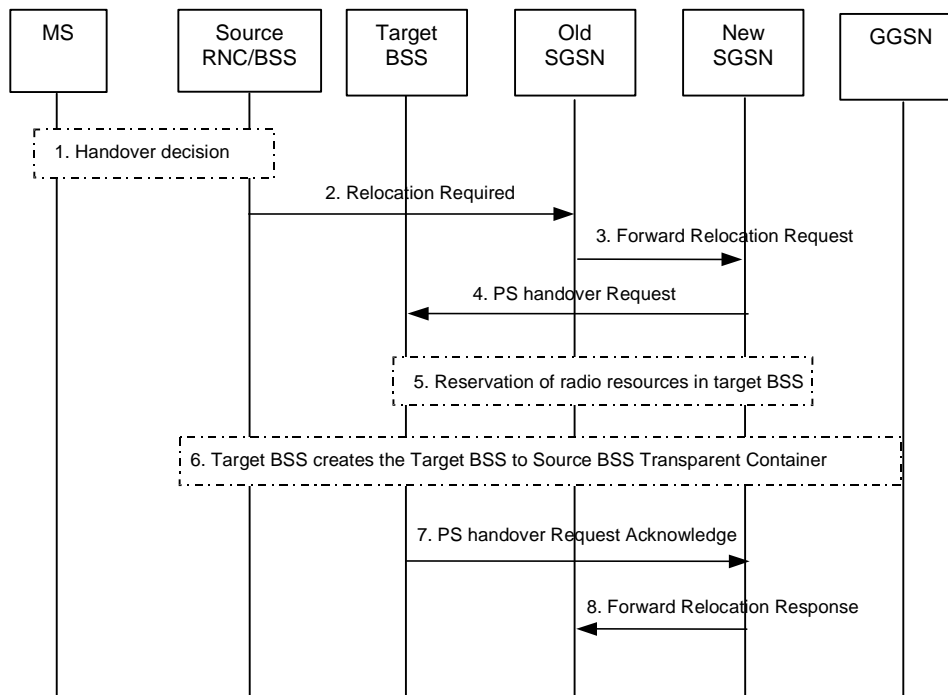 MS
Source
RNC/BSS
Target
BSS
Old
SGSN
New
SGSN
GGSN
1. Handover decision
2. Relocation Required
3. Forward Relocation Request
4. PS handover Request
5. Reservation of radio resources in target BSS
6. Target BSS creates the Target BSS to Source BSS Transparent Container
7. PS handover Request Acknowledge
8. Forward Relocation Response